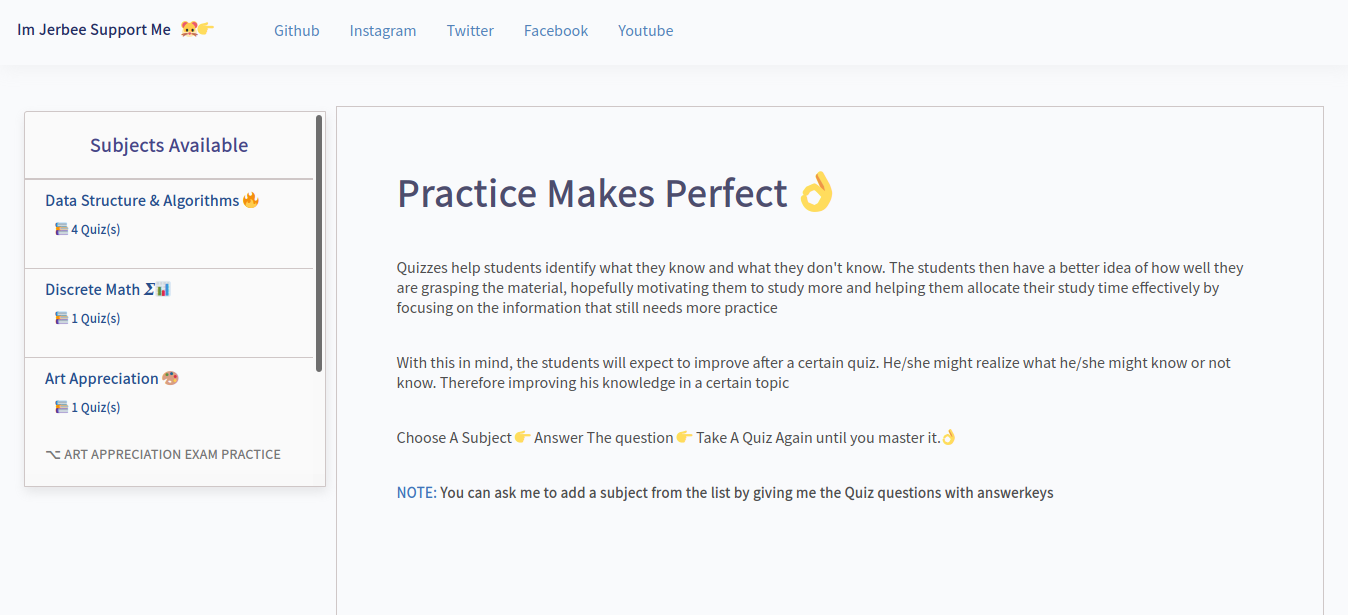 Im Jerbee Support Me 🐹👉 Github Instagram Twitter Facebook Youtube
Subjects Available
Data Structure & Algorithms 🔥
📚 4 Quiz(s)
Discrete Math 𝜮📊
📚 1 Quiz(s)
Art Appreciation 🎨
📚 1 Quiz(s)
⌥ ART APPRECIATION EXAM PRACTICE
Practice Makes Perfect 👌
Quizzes help students identify what they know and what they don't know. The students then have a better idea of how well they
are grasping the material, hopefully motivating them to study more and helping them allocate their study time effectively by
focusing on the information that still needs more practice
With this in mind, the students will expect to improve after a certain quiz. He/she might realize what he/she might know or not
know. Therefore improving his knowledge in a certain topic
Choose A Subject 👉 Answer The question 👉 Take A Quiz Again until you master it.👌
NOTE: You can ask me to add a subject from the list by giving me the Quiz questions with answerkeys